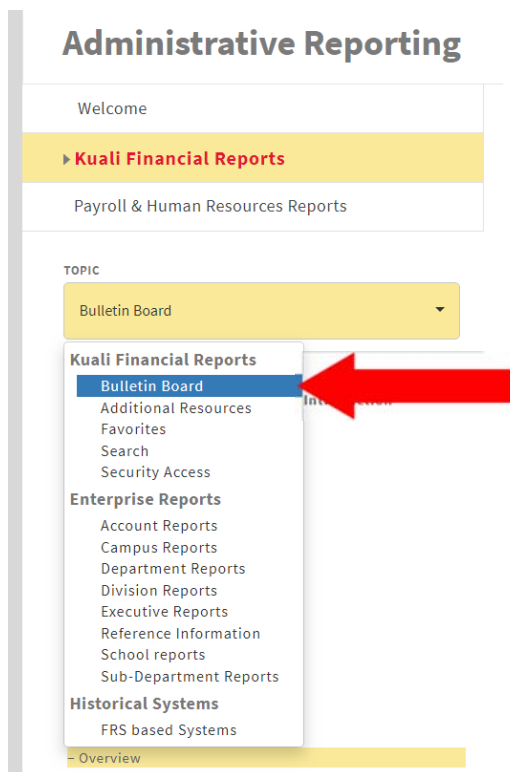 Administrative Reporting
Welcome
Kuali Financial Reports
Payroll & Human Resources Reports
TOPIC
Bulletin Board
Kuali Financial Reports
Bulletin Board
Additional Resources
Favorites
Search
Security Access
Enterprise Reports
Account Reports
Campus Reports
Department Reports
Division Reports
Executive Reports
Reference Information
School reports
Sub-Department Reports
Historical Systems
FRS based Systems
– Overview